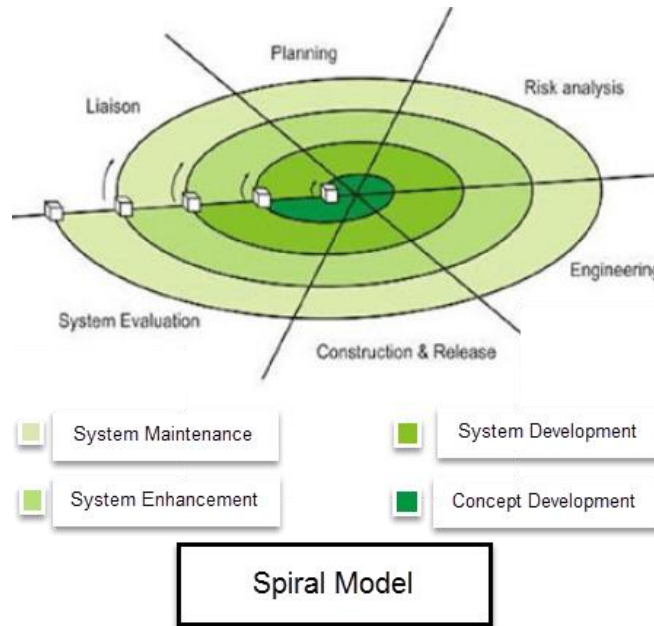 Planning
Risk analysis
Liaison
Engineering
System Evaluation
Construction & Release
System Maintenance
System Development
System Enhancement
Concept Development
Spiral Model